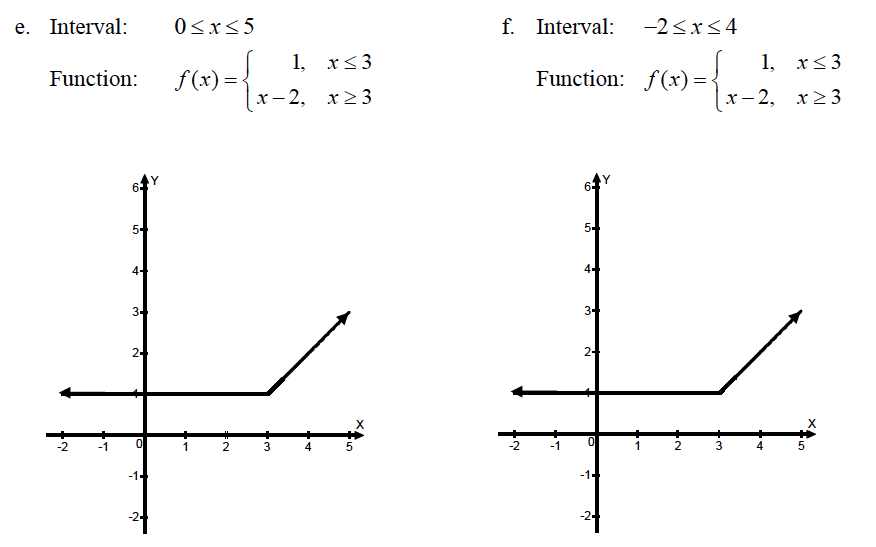 e. Interval: 0 ≤ x ≤ 5
Function: f(x) = { 1, x ≤ 3
x − 2, x ≥ 3
f. Interval: −2 ≤ x ≤ 4
Function: f(x) = { 1, x ≤ 3
x − 2, x ≥ 3
Y
6
5
4
3
2
1
X
-2 -1 0 1 2 3 4 5
-1
-2
Y
6
5
4
3
2
1
X
-2 -1 0 1 2 3 4 5
-1
-2